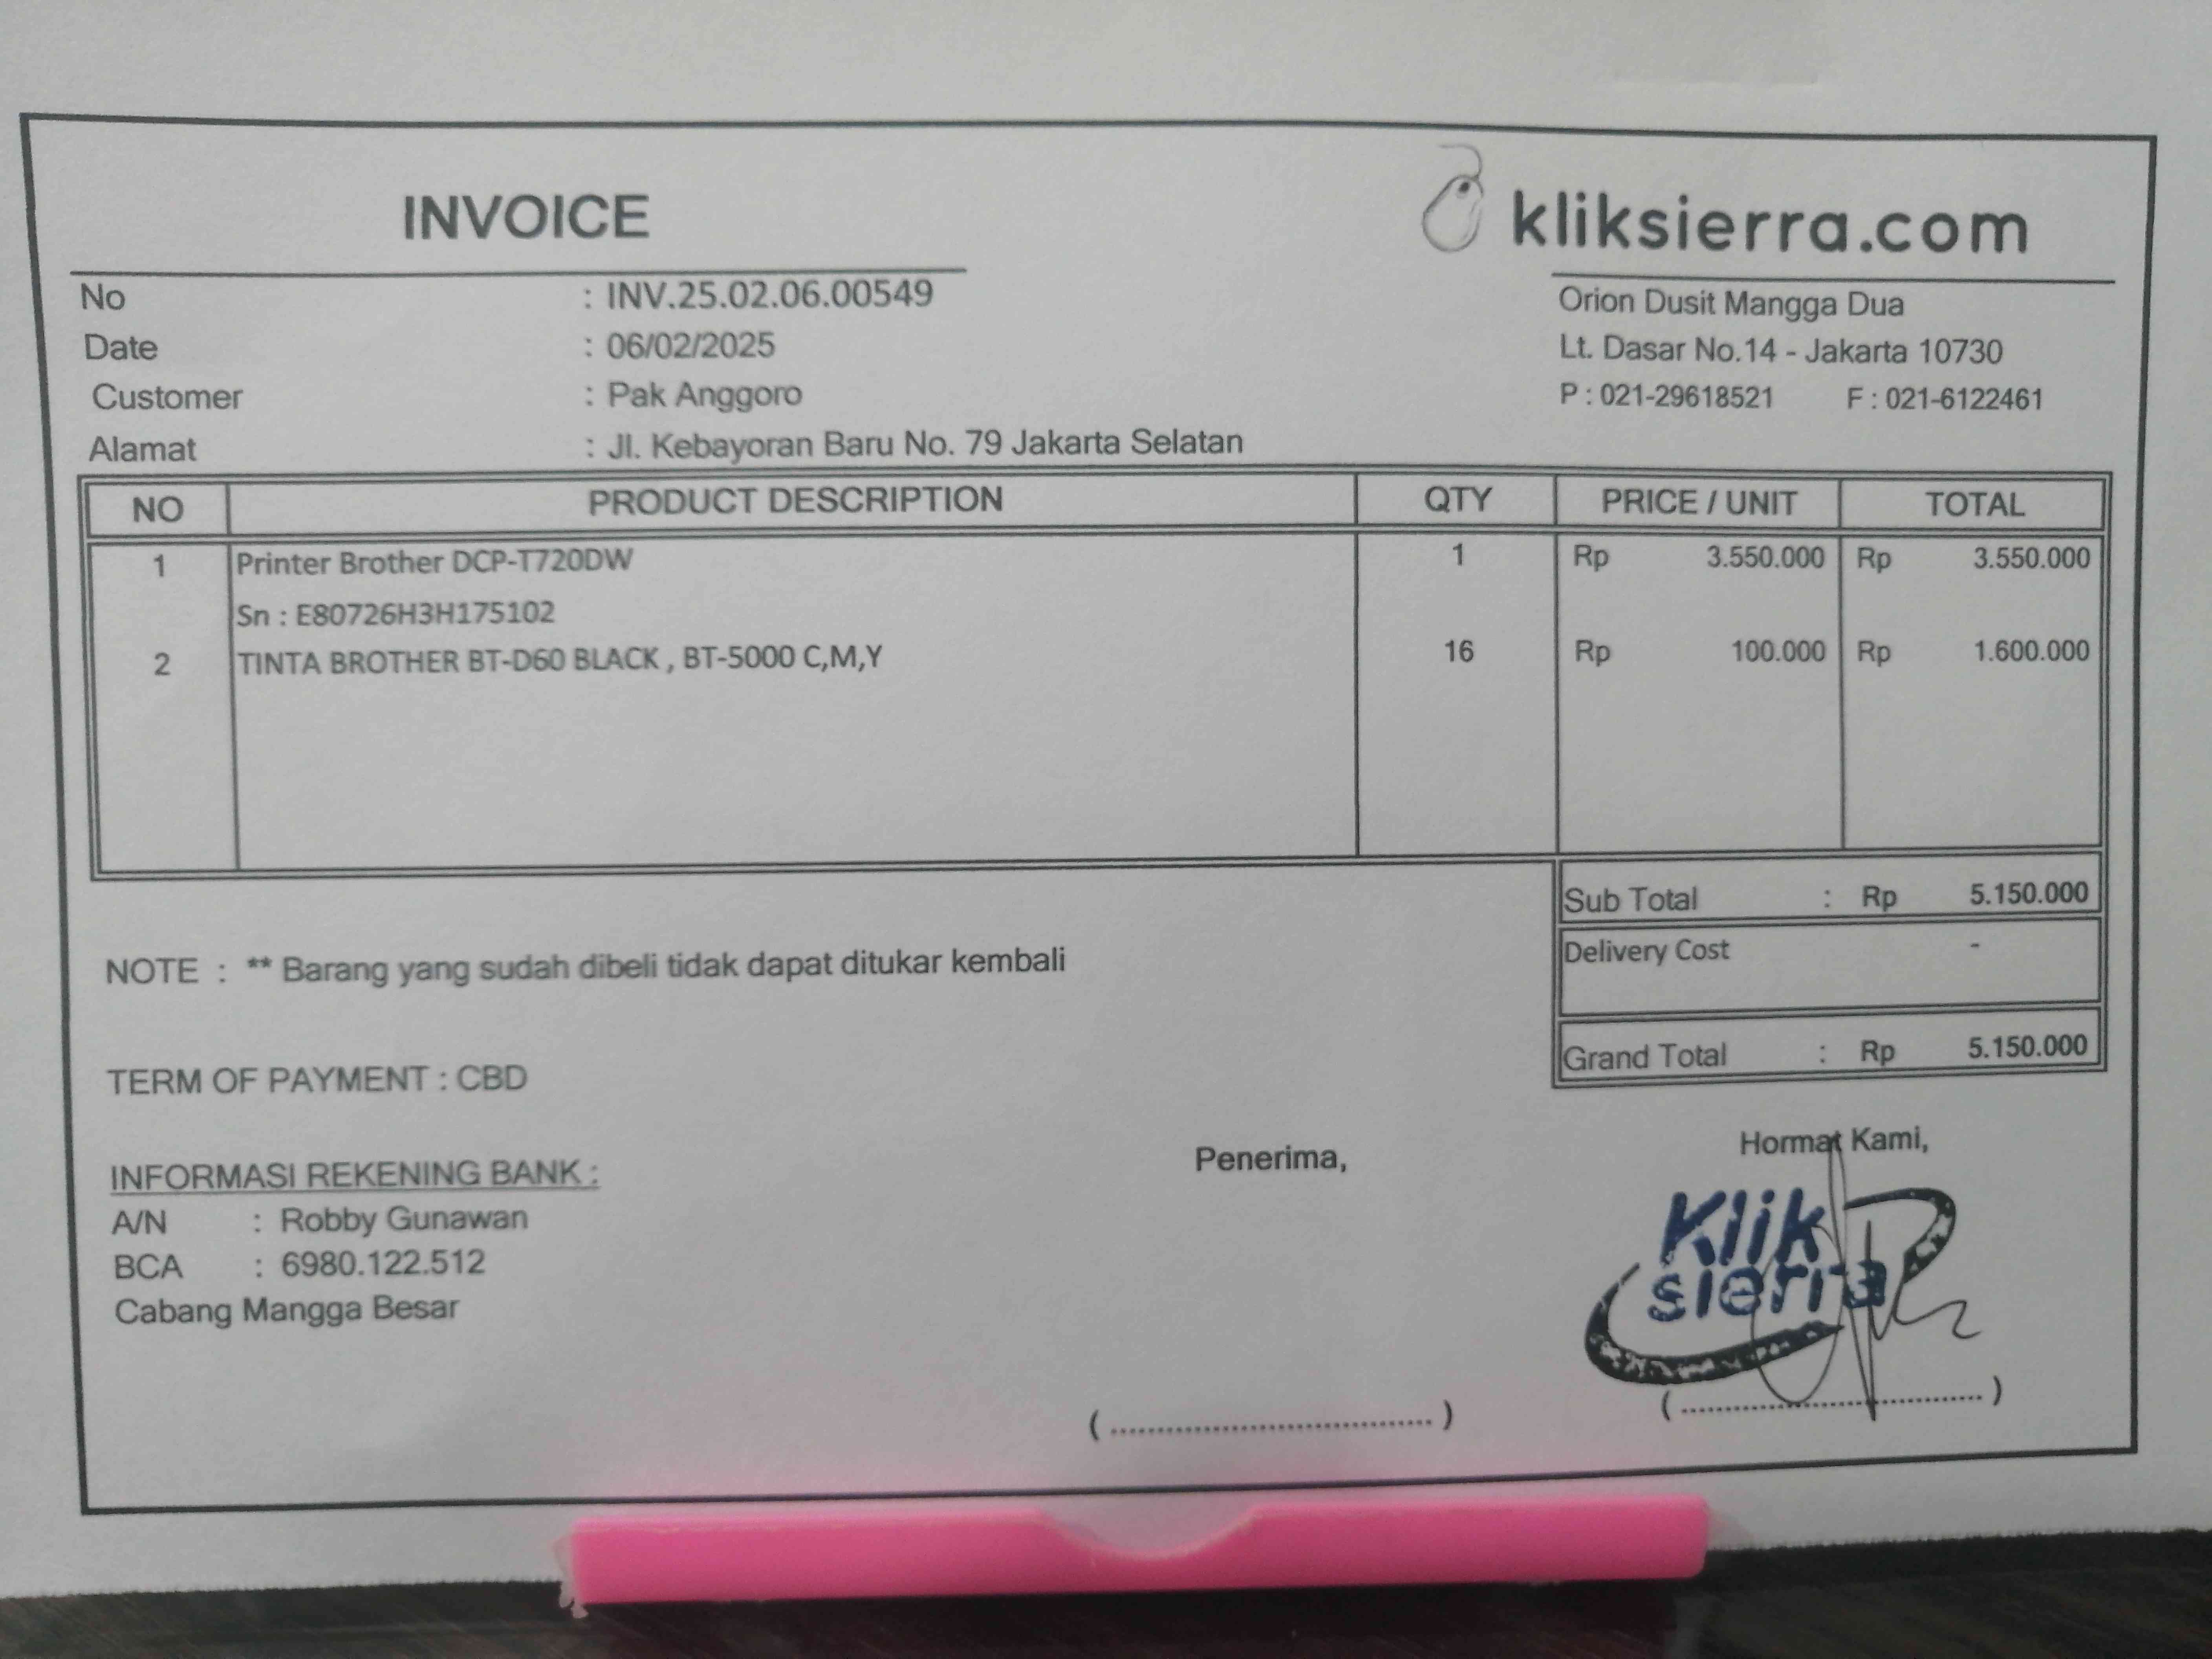 INVOICE
kliksierra.com
No : INV.25.02.06.00549
Date : 06/02/2025
Customer : Pak Anggoro
Alamat : Jl. Kebayoran Baru No. 79 Jakarta Selatan
Orion Dusit Mangga Dua
Lt. Dasar No.14 - Jakarta 10730
P : 021-29618521 F : 021-6122461
NO PRODUCT DESCRIPTION QTY PRICE / UNIT TOTAL
1 Printer Brother DCP-T720DW 1 Rp 3.550.000 Rp 3.550.000
Sn : E80726H3H175102
2 TINTA BROTHER BT-D60 BLACK , BT-5000 C,M,Y 16 Rp 100.000 Rp 1.600.000
Sub Total : Rp 5.150.000
Delivery Cost -
Grand Total : Rp 5.150.000
NOTE : ** Barang yang sudah dibeli tidak dapat ditukar kembali
TERM OF PAYMENT : CBD
INFORMASI REKENING BANK :
A/N : Robby Gunawan
BCA : 6980.122.512
Cabang Mangga Besar
Penerima,
(................................)
Hormat Kami,
Klik
sierra
(................................)